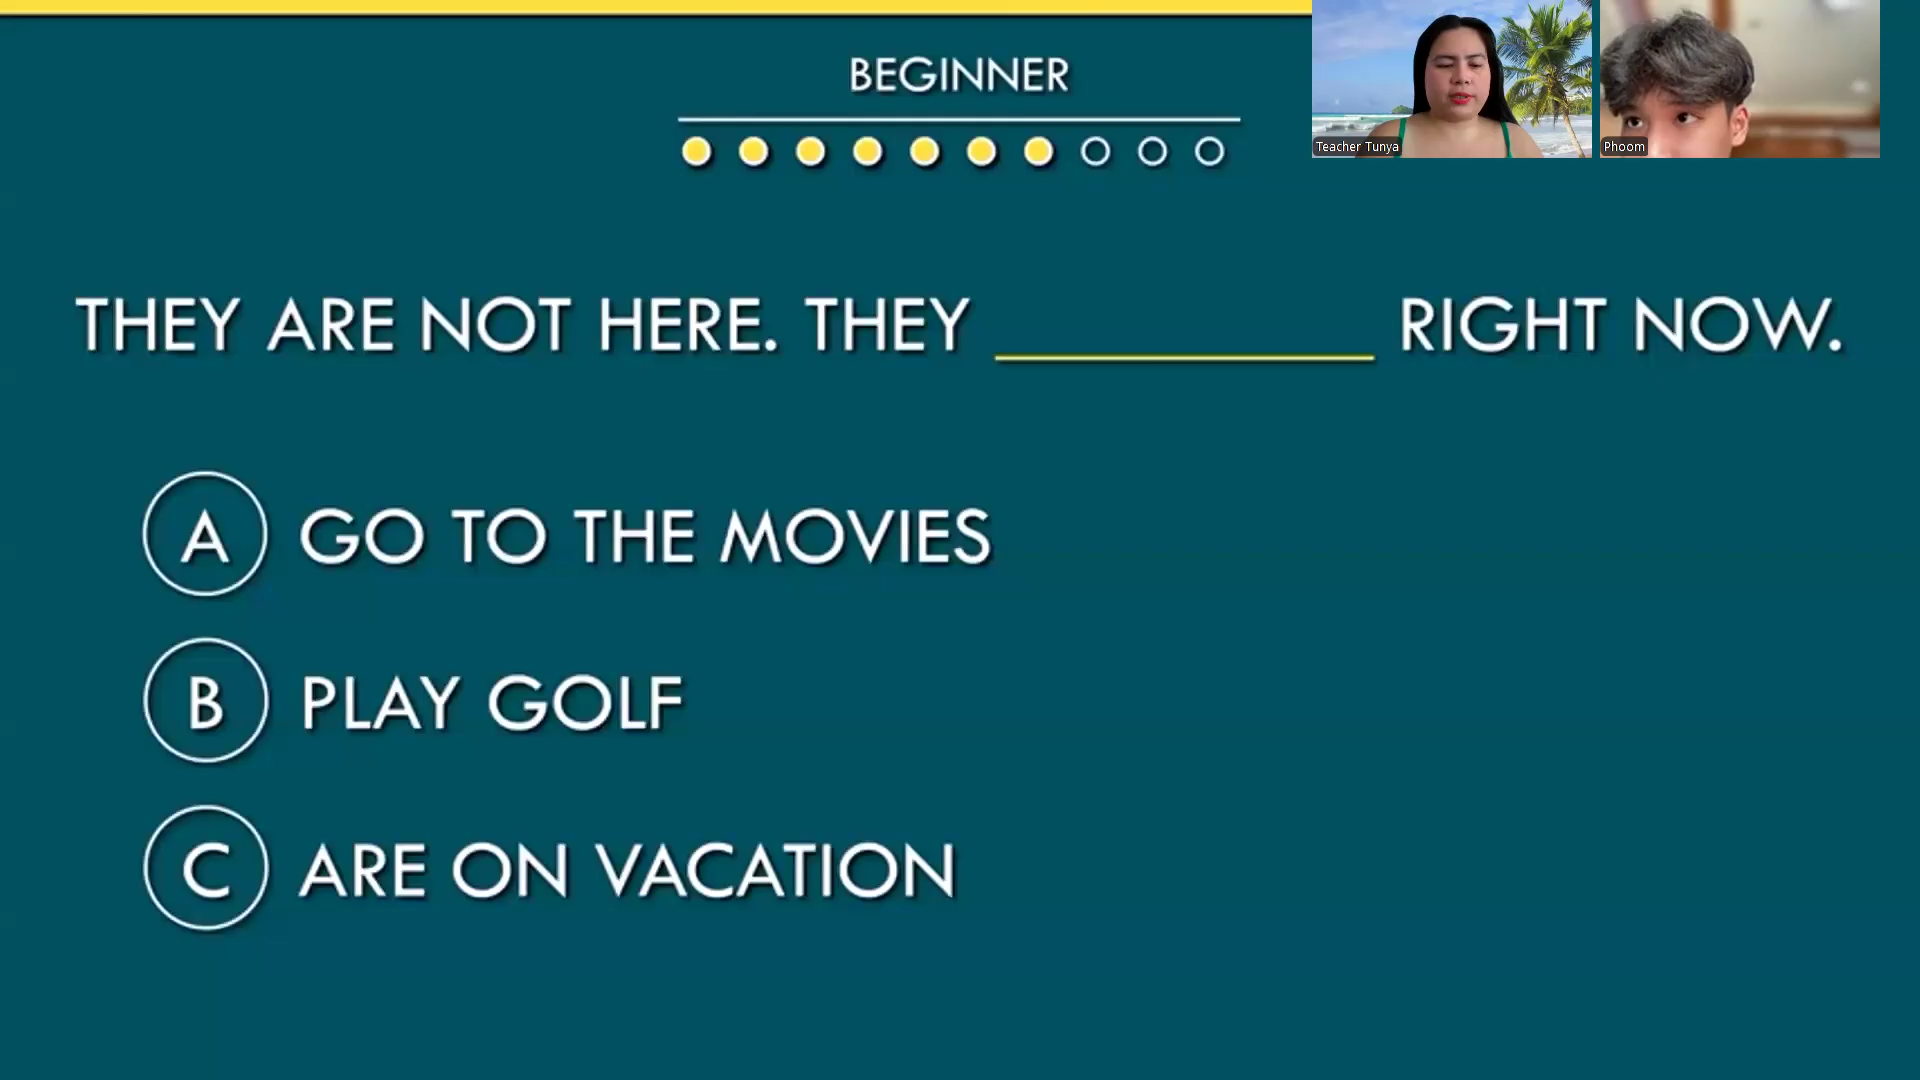 BEGINNER
Teacher Tunya
Phoom
THEY ARE NOT HERE. THEY ____________ RIGHT NOW.
A GO TO THE MOVIES
B PLAY GOLF
C ARE ON VACATION